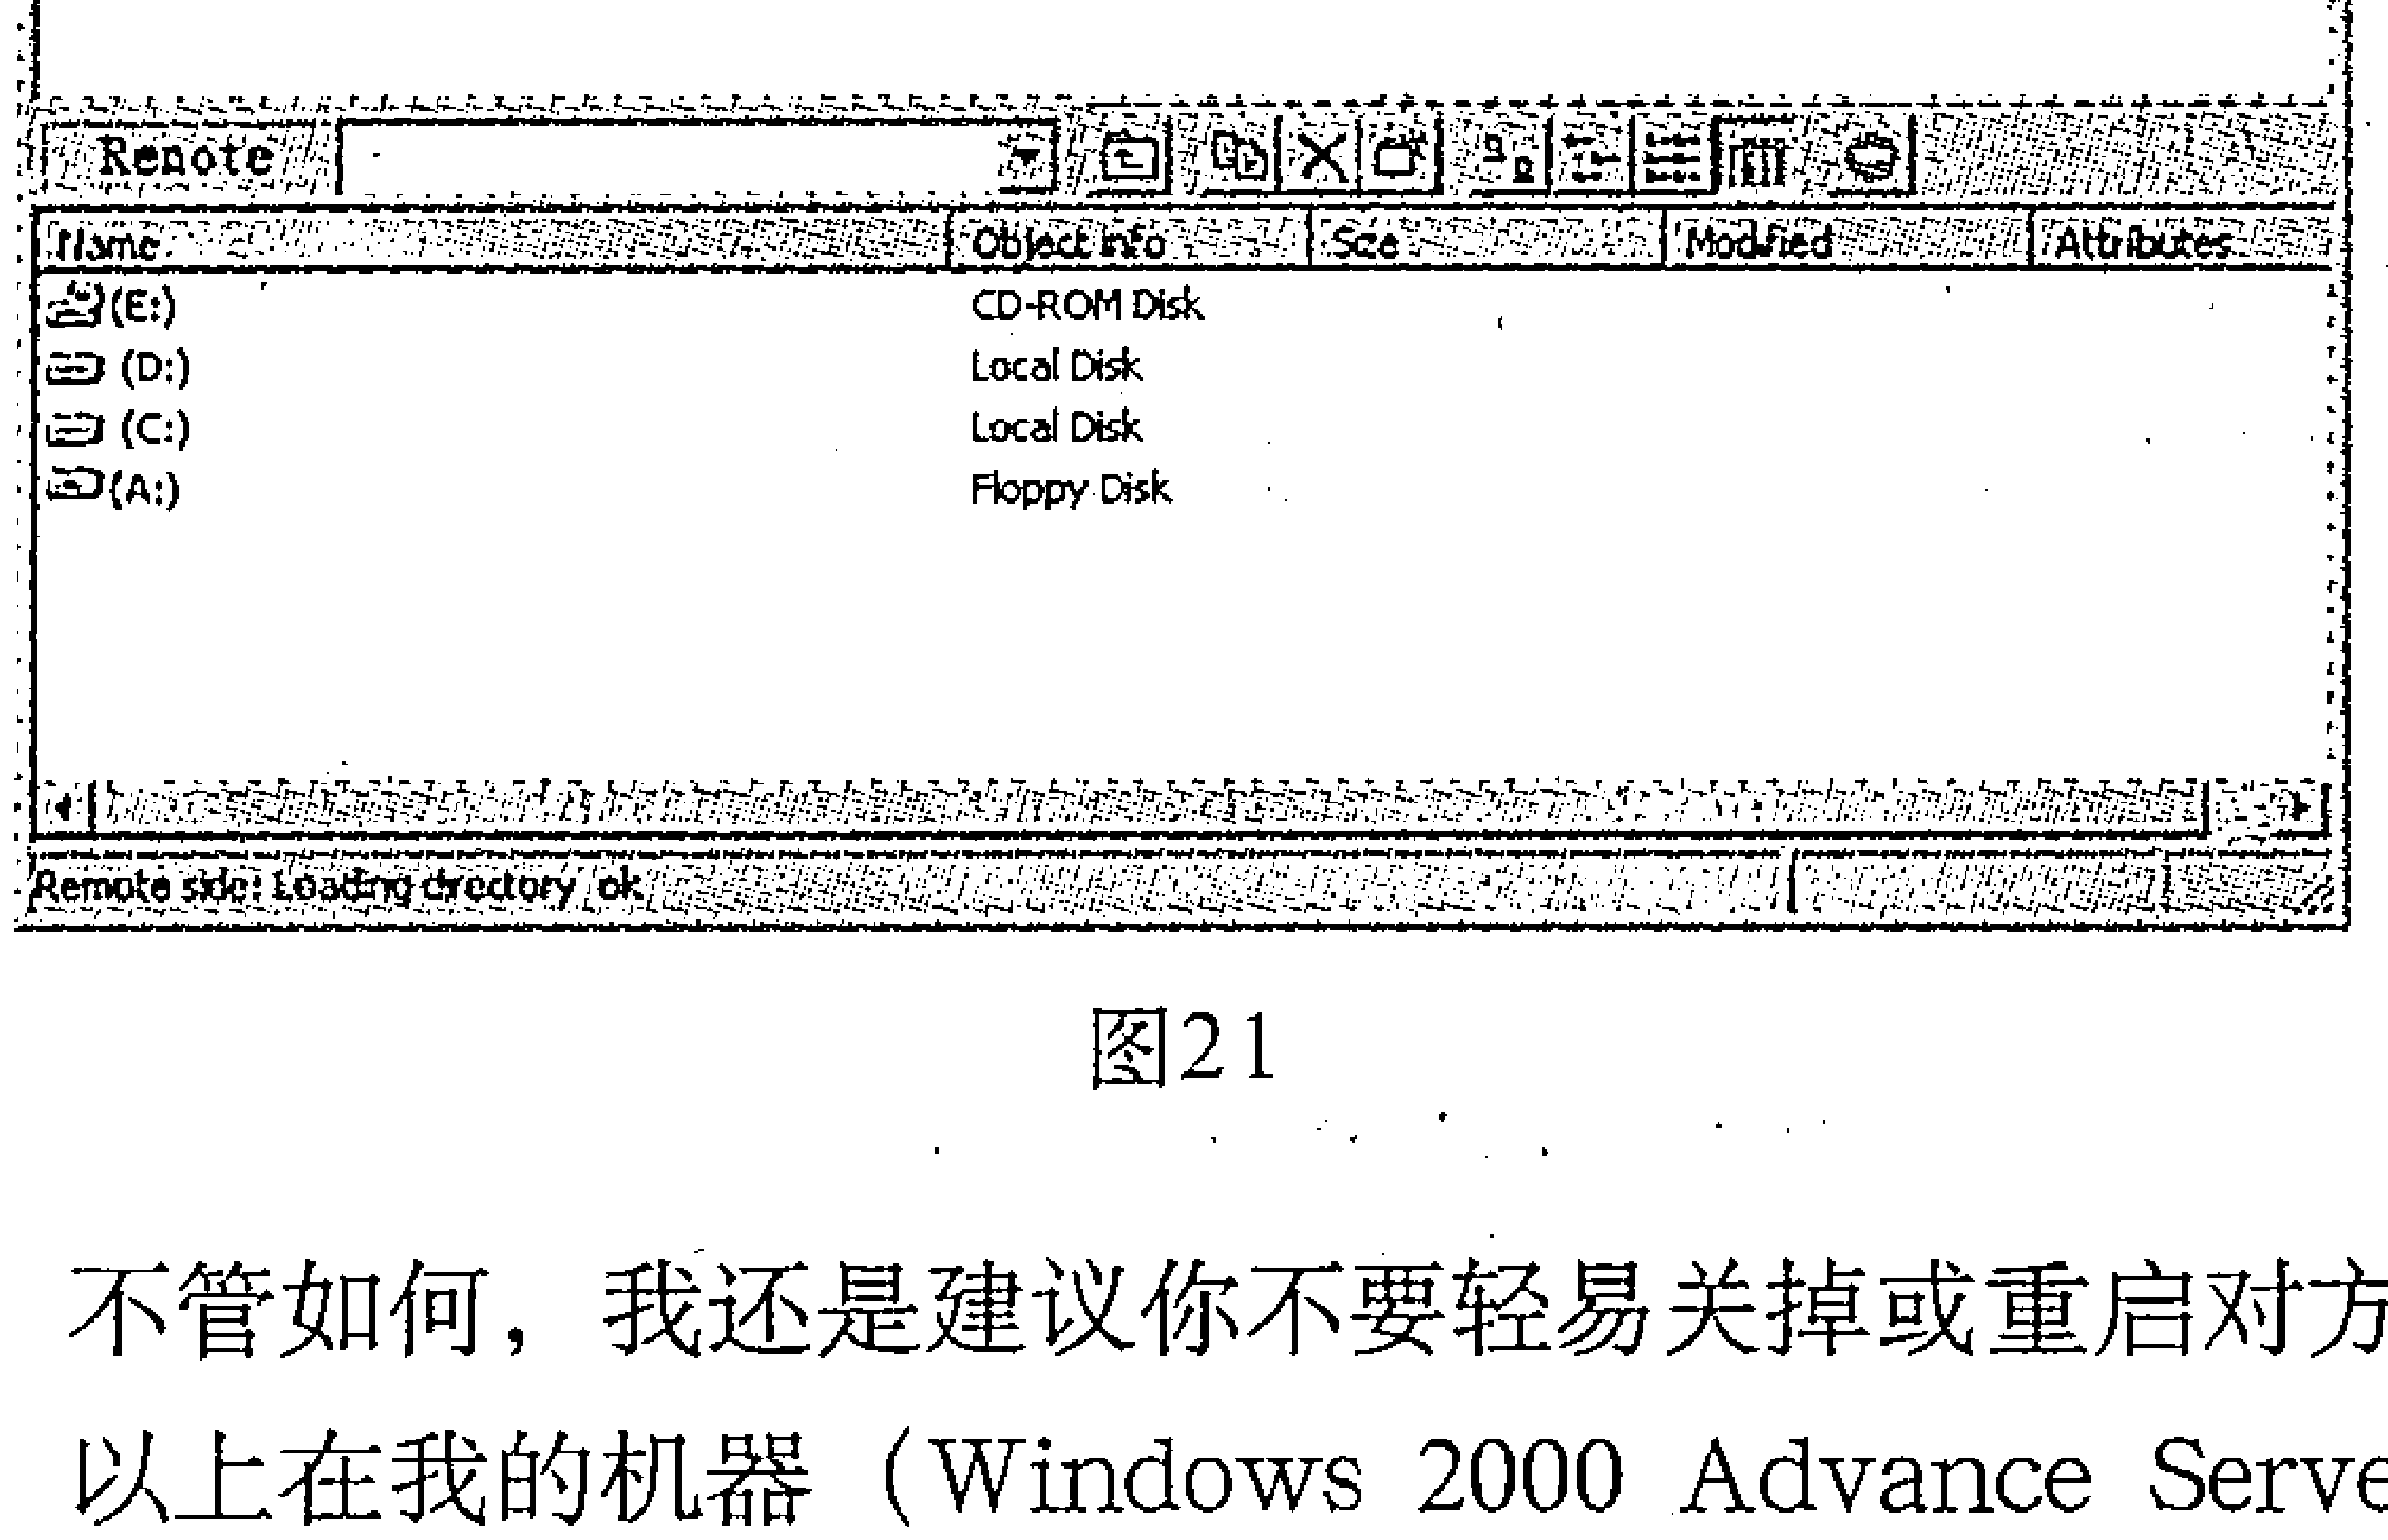 Remote
Name Object info Size Modified Attributes
(E:) CD-ROM Disk
(D:) Local Disk
(C:) Local Disk
(A:) Floppy Disk
Remote side: Loading directory ok
图21
不管如何，我还是建议你不要轻易关掉或重启对方
以上在我的机器（Windows 2000 Advance Serve